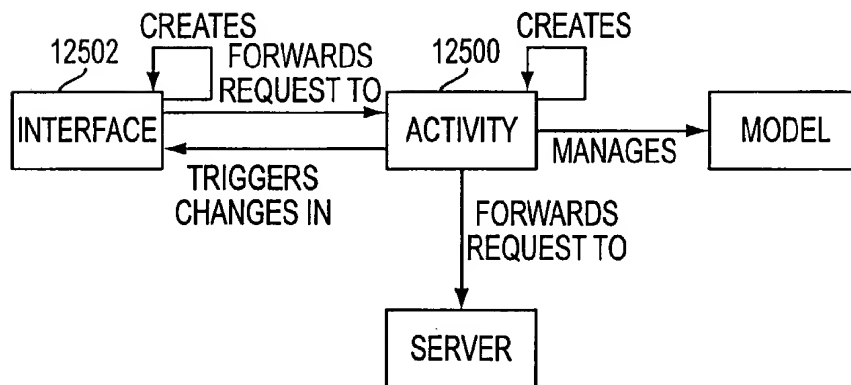 CREATES
12502
FORWARDS
REQUEST TO
12500
CREATES
INTERFACE
ACTIVITY
MODEL
MANAGES
TRIGGERS
CHANGES IN
FORWARDS
REQUEST TO
SERVER